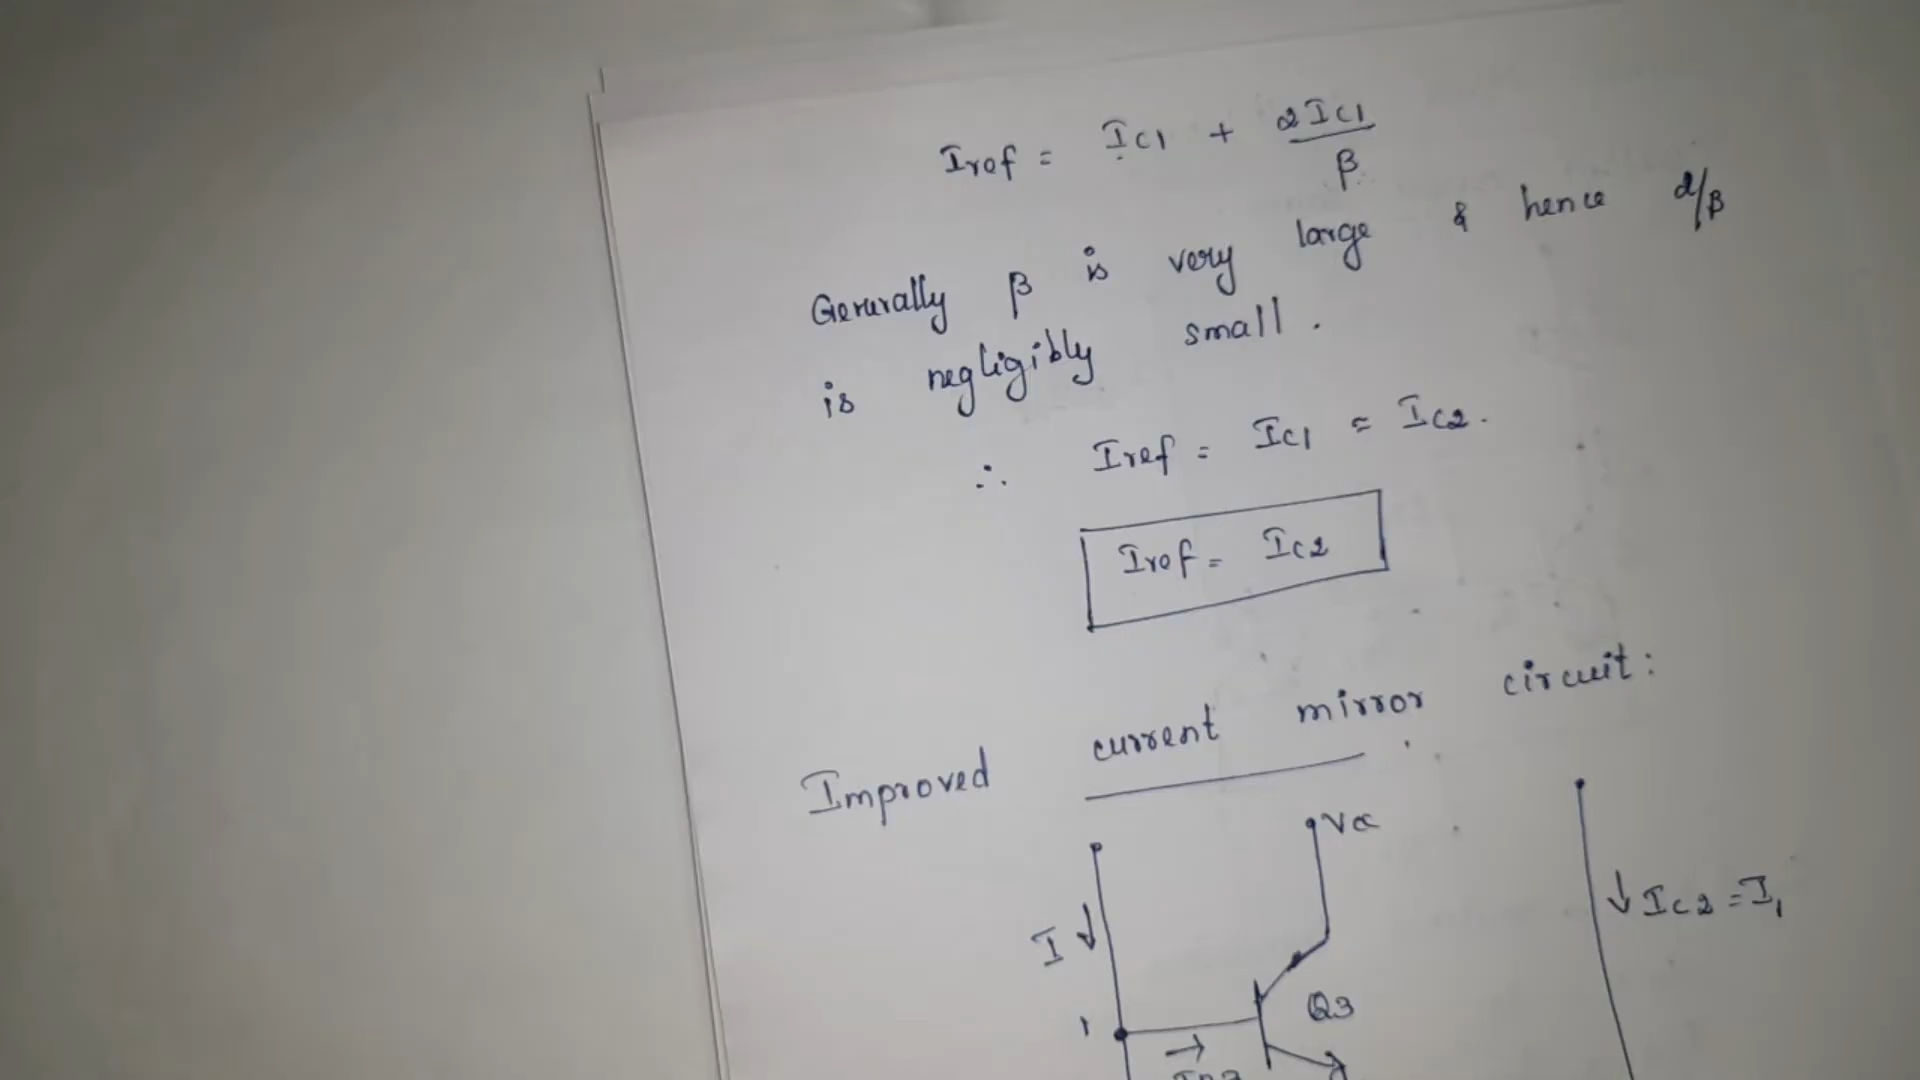 Iref = IC1 + 2IC1/β
Generally β is very large & hence 2/β
is negligibly small.
∴ Iref = IC1 = IC2.
Iref = IC2
Improved current mirror circuit:
Vcc
I ↓
↓ IC2 = I1
Q3
→